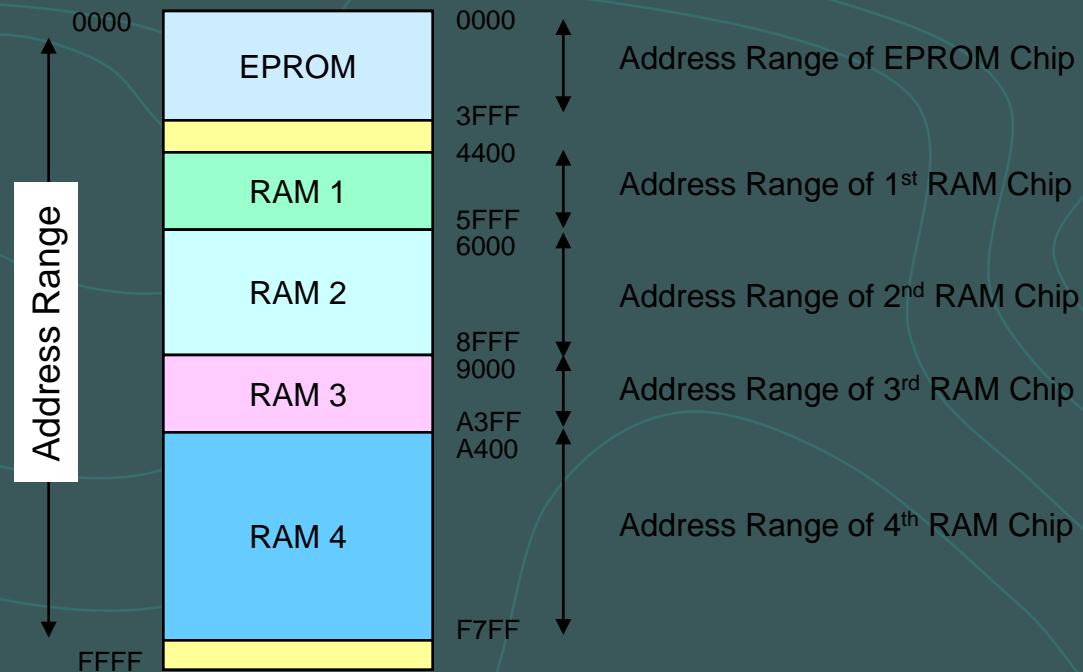 0000
0000
EPROM
Address Range of EPROM Chip
3FFF
4400
RAM 1
Address Range of 1st RAM Chip
5FFF
6000
Address Range
RAM 2
Address Range of 2nd RAM Chip
8FFF
9000
RAM 3
Address Range of 3rd RAM Chip
A3FF
A400
RAM 4
Address Range of 4th RAM Chip
F7FF
FFFF